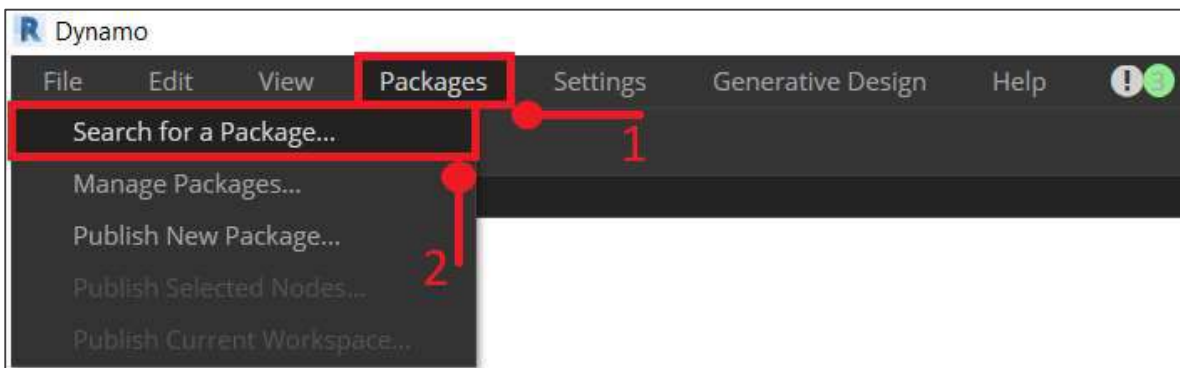 R Dynamo
File Edit View Packages Settings Generative Design Help ! 3
Search for a Package...
1
Manage Packages...
Publish New Package...
2
Publish Selected Nodes...
Publish Current Workspace...